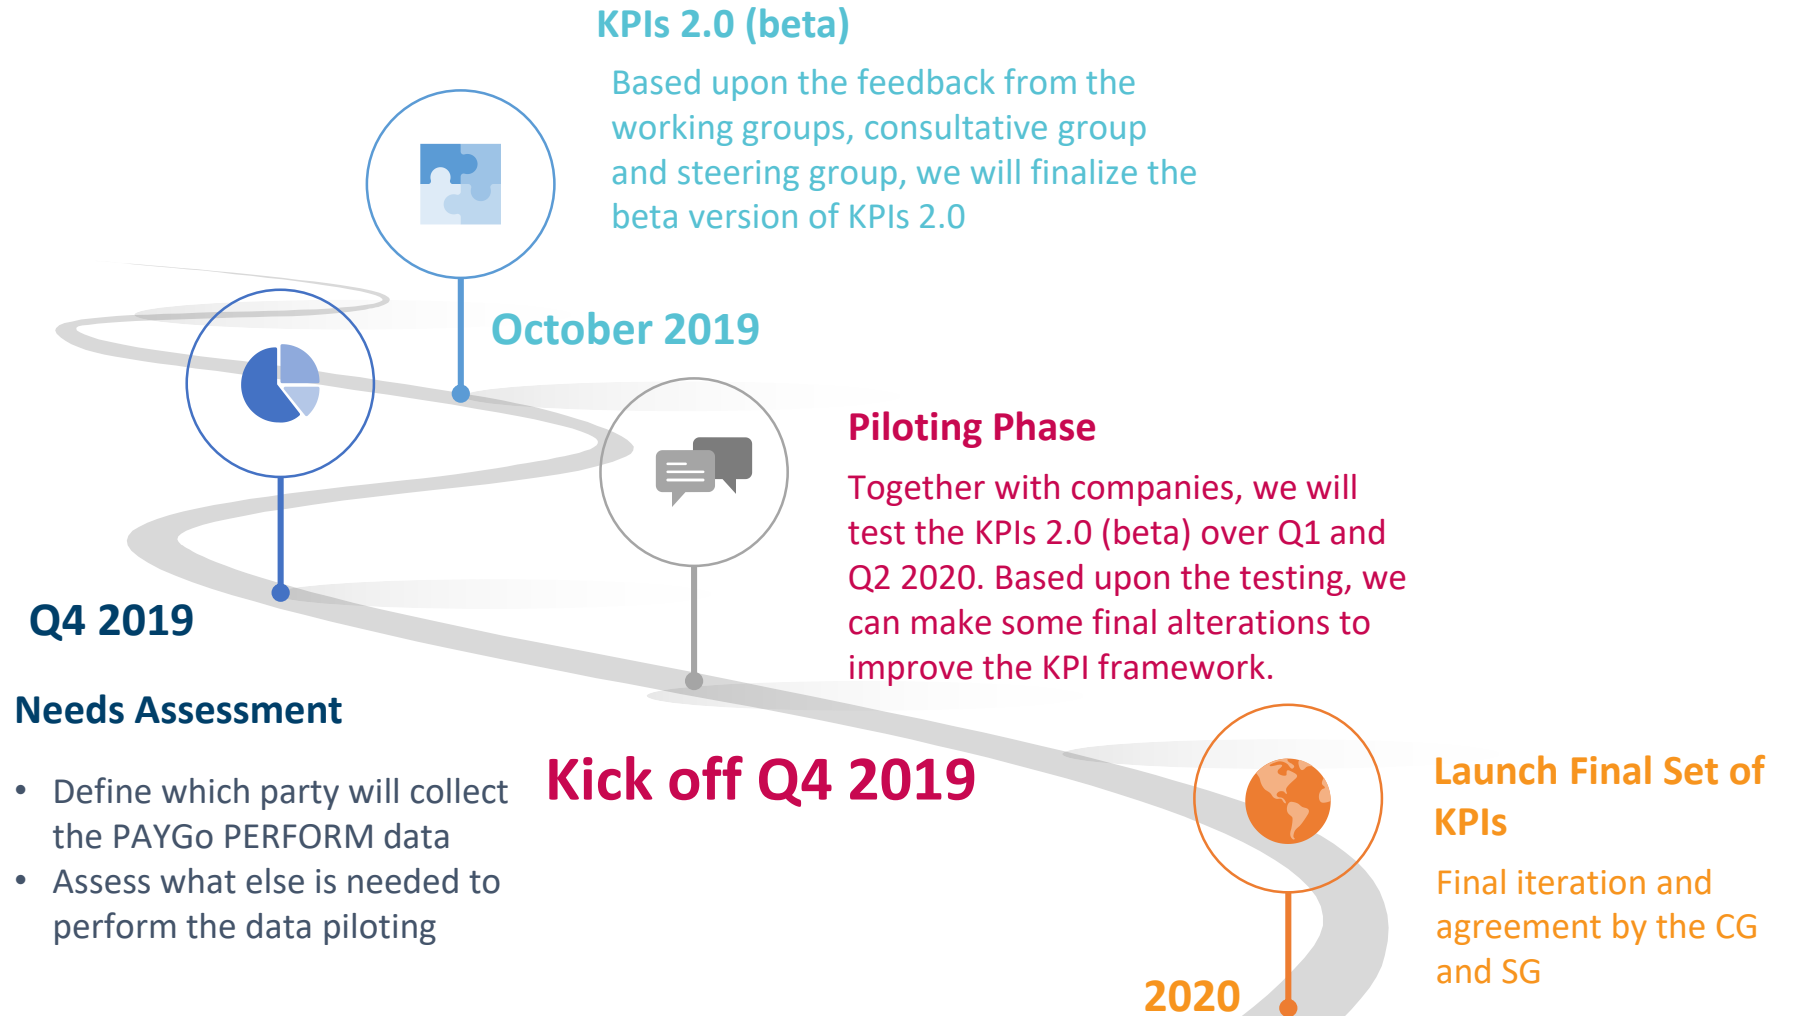 KPIs 2.0 (beta)
Based upon the feedback from the
working groups, consultative group
and steering group, we will finalize the
beta version of KPIs 2.0
October 2019
Q4 2019
Needs Assessment
• Define which party will collect
the PAYGo PERFORM data
• Assess what else is needed to
perform the data piloting
Piloting Phase
Together with companies, we will
test the KPIs 2.0 (beta) over Q1 and
Q2 2020. Based upon the testing, we
can make some final alterations to
improve the KPI framework.
Kick off Q4 2019
Launch Final Set of
KPIs
Final iteration and
agreement by the CG
and SG
2020